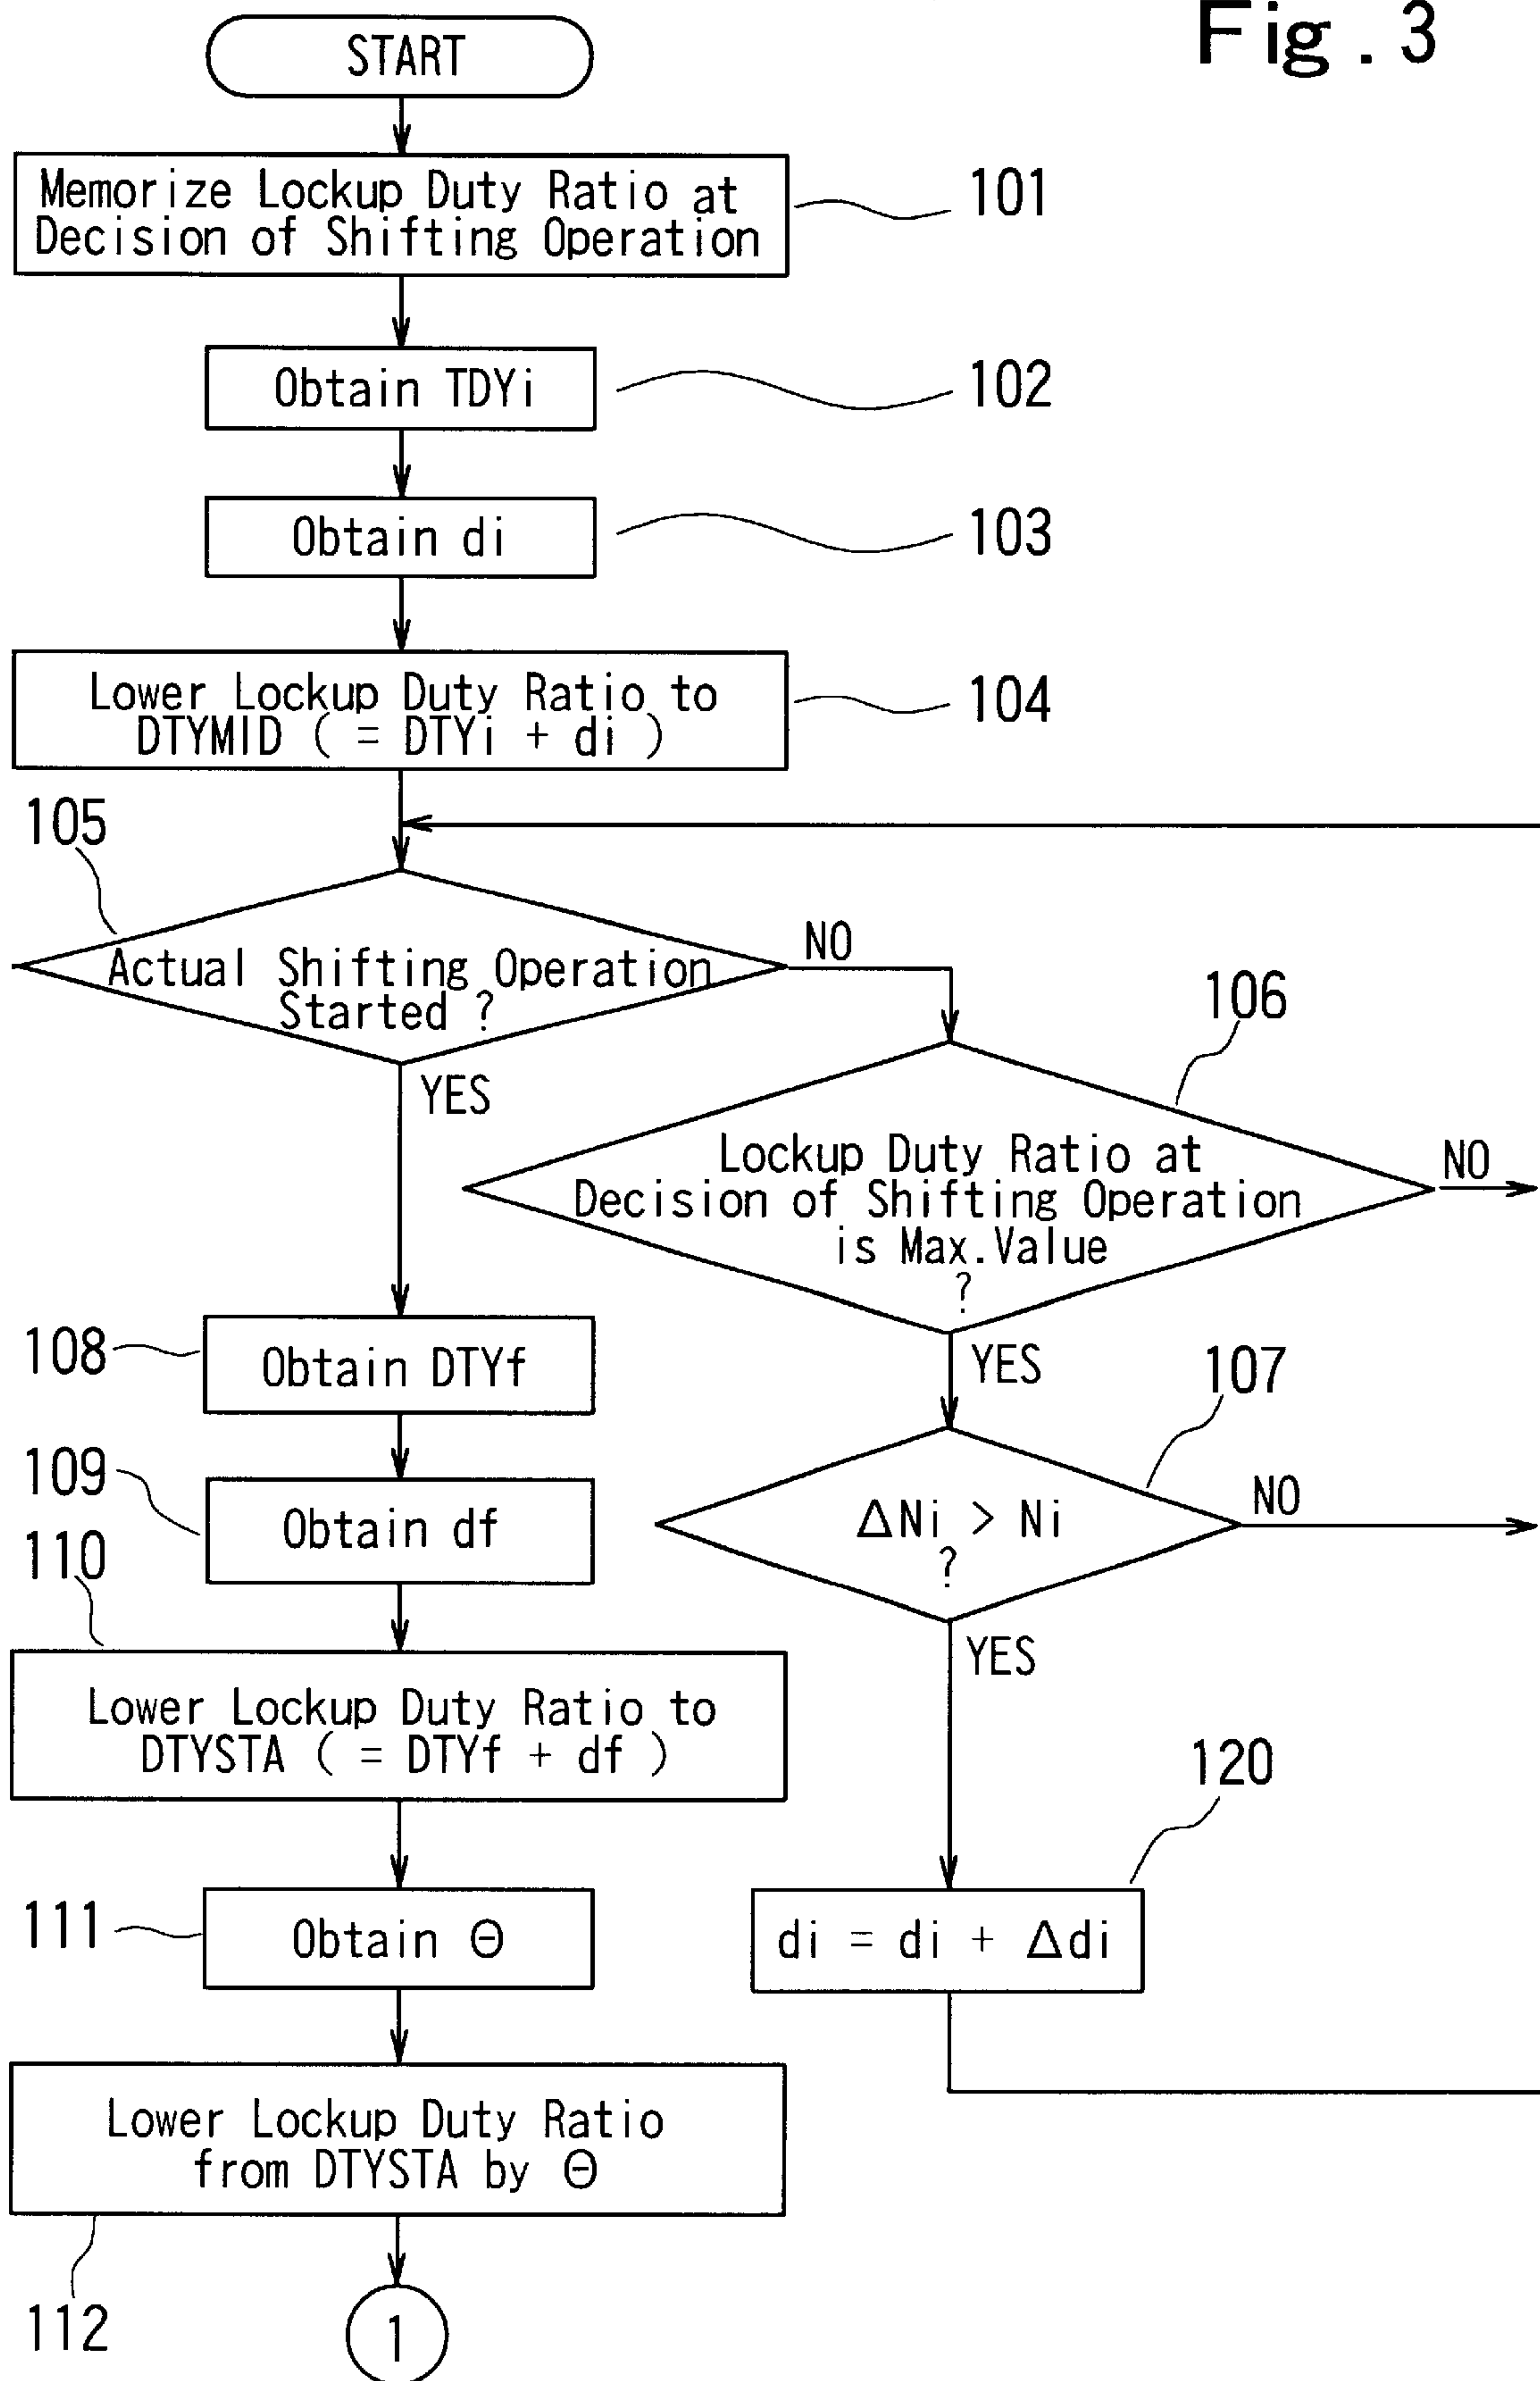 Fig. 3
START
Memorize Lockup Duty Ratio at
Decision of Shifting Operation
101
Obtain TDYi
102
Obtain di
103
Lower Lockup Duty Ratio to
DTYMID ( = DTYi + di )
104
105
Actual Shifting Operation
Started ?
NO
YES
106
Lockup Duty Ratio at
Decision of Shifting Operation
is Max.Value
?
NO
YES
107
ΔNi > Ni
?
NO
YES
108
Obtain DTYf
109
Obtain df
110
Lower Lockup Duty Ratio to
DTYSTA ( = DTYf + df )
120
di = di + Δdi
111
Obtain Θ
Lower Lockup Duty Ratio
from DTYSTA by Θ
112
1